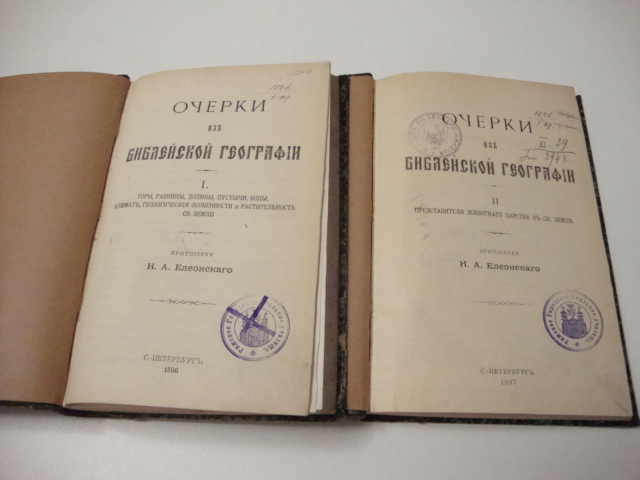 ОЧЕРКИ
ИЗЪ
БИБЛЕЙСКОЙ ГЕОГРАФІИ
I.
ГОРЫ, РАВНИНЫ, ДОЛИНЫ, ПУСТЫНИ, ВОДЫ,
КЛИМАТЪ, ГЕОЛОГИЧЕСКІЯ ОСОБЕННОСТИ и РАСТИТЕЛЬНОСТЬ
СВ. ЗЕМЛИ
ПРОТОІЕРЕЯ
Н. А. Елеонскаго
С.-ПЕТЕРБУРГЪ
1896
ОЧЕРКИ
ИЗЪ
БИБЛЕЙСКОЙ ГЕОГРАФІИ
II
ПРЕДСТАВИТЕЛИ ЖИВОТНАГО ЦАРСТВА ВЪ СВ. ЗЕМЛѢ
ПРОТОІЕРЕЯ
Н. А. Елеонскаго
С.-ПЕТЕРБУРГЪ
1897